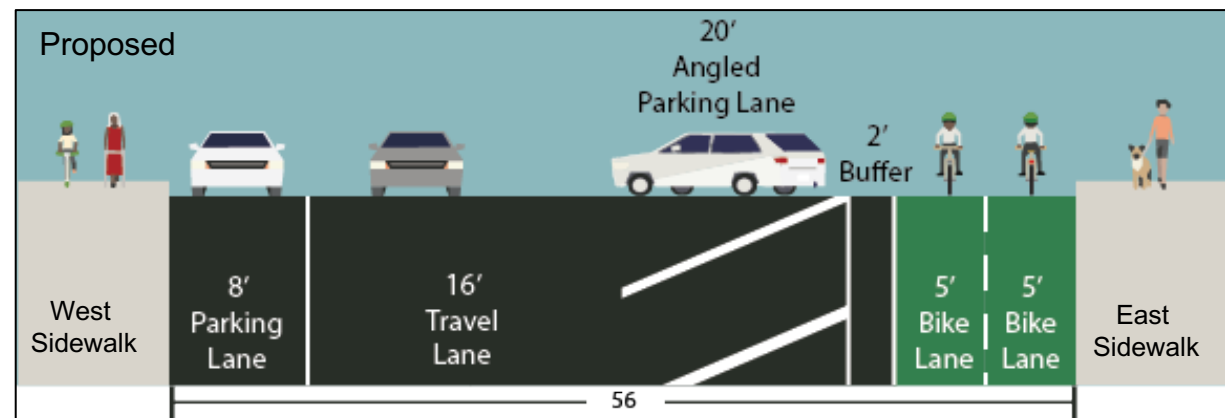 Proposed
20′
Angled
Parking Lane
2′
Buffer
West
Sidewalk
8′
Parking
Lane
16′
Travel
Lane
5′
Bike
Lane
5′
Bike
Lane
East
Sidewalk
56